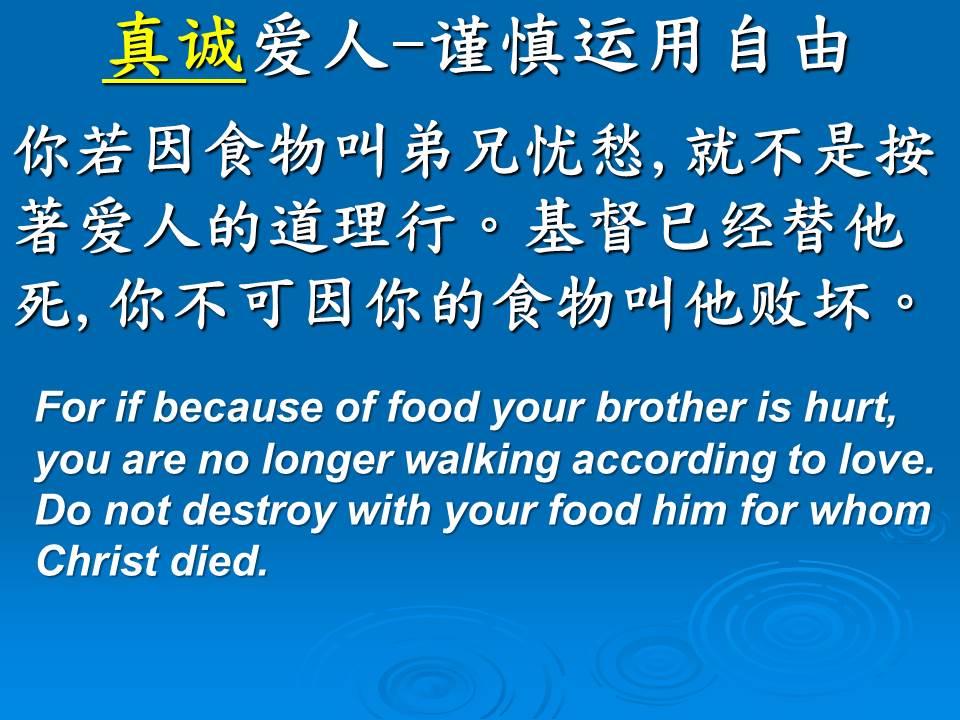 真诚爱人-谨慎运用自由
你若因食物叫弟兄忧愁,就不是按
著爱人的道理行。基督已经替他
死,你不可因你的食物叫他败坏。
For if because of food your brother is hurt,
you are no longer walking according to love.
Do not destroy with your food him for whom
Christ died.